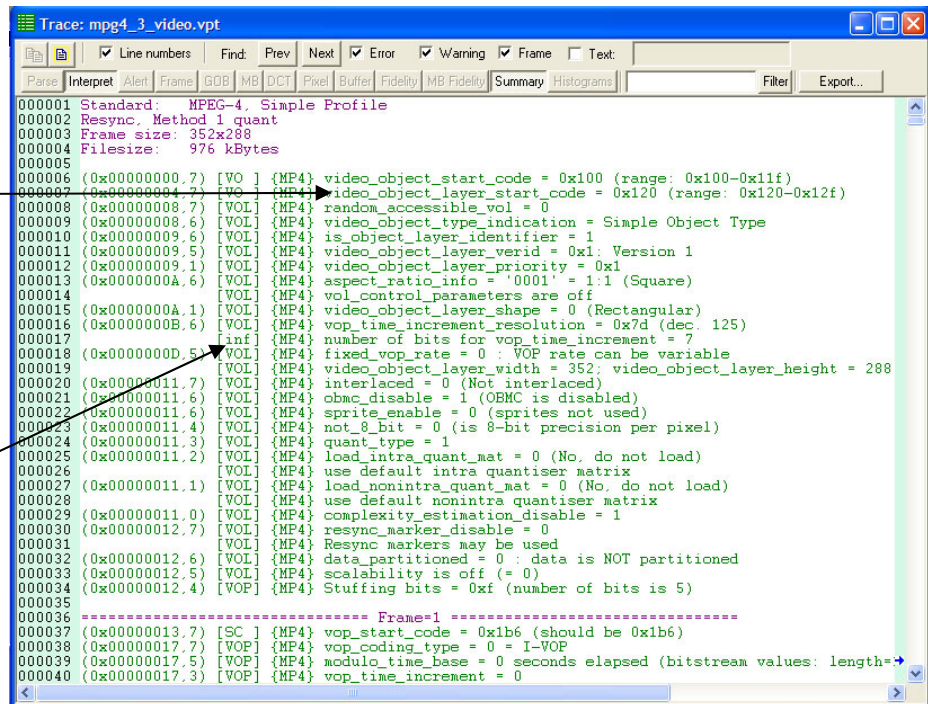 Trace: mpg4_3_video.vpt
Line numbers Find: Prev Next Error Warning Frame Text:
Parse Interpret Alert Frame GOB MB DCT Pixel Buffer Fidelity MB Fidelity Summary Histograms Filter Export...
000001 Standard: MPEG-4, Simple Profile
000002 Resync, Method 1 quant
000003 Frame size: 352x288
000004 Filesize: 976 kBytes
000005
000006 (0x00000000,7) [VO ] {MP4} video_object_start_code = 0x100 (range: 0x100-0x11f)
000007 (0x00000004,7) [VO ] {MP4} video_object_layer_start_code = 0x120 (range: 0x120-0x12f)
000008 (0x00000008,7) [VOL] {MP4} random_accessible_vol = 0
000009 (0x00000008,6) [VOL] {MP4} video_object_type_indication = Simple Object Type
000010 (0x00000009,6) [VOL] {MP4} is_object_layer_identifier = 1
000011 (0x00000009,5) [VOL] {MP4} video_object_layer_verid = 0x1: Version 1
000012 (0x00000009,1) [VOL] {MP4} video_object_layer_priority = 0x1
000013 (0x0000000A,6) [VOL] {MP4} aspect_ratio_info = '0001' = 1:1 (Square)
000014 [VOL] {MP4} vol_control_parameters are off
000015 (0x0000000A,1) [VOL] {MP4} video_object_layer_shape = 0 (Rectangular)
000016 (0x0000000B,6) [VOL] {MP4} vop_time_increment_resolution = 0x7d (dec. 125)
000017 [inf] {MP4} number of bits for vop_time_increment = 7
000018 (0x0000000D,5) [VOL] {MP4} fixed_vop_rate = 0 : VOP rate can be variable
000019 [VOL] {MP4} video_object_layer_width = 352; video_object_layer_height = 288
000020 (0x00000011,7) [VOL] {MP4} interlaced = 0 (Not interlaced)
000021 (0x00000011,6) [VOL] {MP4} obmc_disable = 1 (OBMC is disabled)
000022 (0x00000011,5) [VOL] {MP4} sprite_enable = 0 (sprites not used)
000023 (0x00000011,4) [VOL] {MP4} not_8_bit = 0 (is 8-bit precision per pixel)
000024 (0x00000011,3) [VOL] {MP4} quant_type = 1
000025 (0x00000011,2) [VOL] {MP4} load_intra_quant_mat = 0 (No, do not load)
000026 [VOL] {MP4} use default intra quantiser matrix
000027 (0x00000011,1) [VOL] {MP4} load_nonintra_quant_mat = 0 (No, do not load)
000028 [VOL] {MP4} use default nonintra quantiser matrix
000029 (0x00000011,0) [VOL] {MP4} complexity_estimation_disable = 1
000030 (0x00000012,7) [VOL] {MP4} resync_marker_disable = 0
000031 [VOL] {MP4} Resync markers may be used
000032 (0x00000012,6) [VOL] {MP4} data_partitioned = 0 : data is NOT partitioned
000033 (0x00000012,5) [VOL] {MP4} scalability is off (= 0)
000034 (0x00000012,4) [VOP] {MP4} Stuffing bits = 0xf (number of bits is 5)
000035
000036 ================================ Frame=1 ================================
000037 (0x00000013,7) [SC ] {MP4} vop_start_code = 0x1b6 (should be 0x1b6)
000038 (0x00000017,7) [VOP] {MP4} vop_coding_type = 0 = I-VOP
000039 (0x00000017,5) [VOP] {MP4} modulo_time_base = 0 seconds elapsed (bitstream values: length=
000040 (0x00000017,3) [VOP] {MP4} vop_time_increment = 0